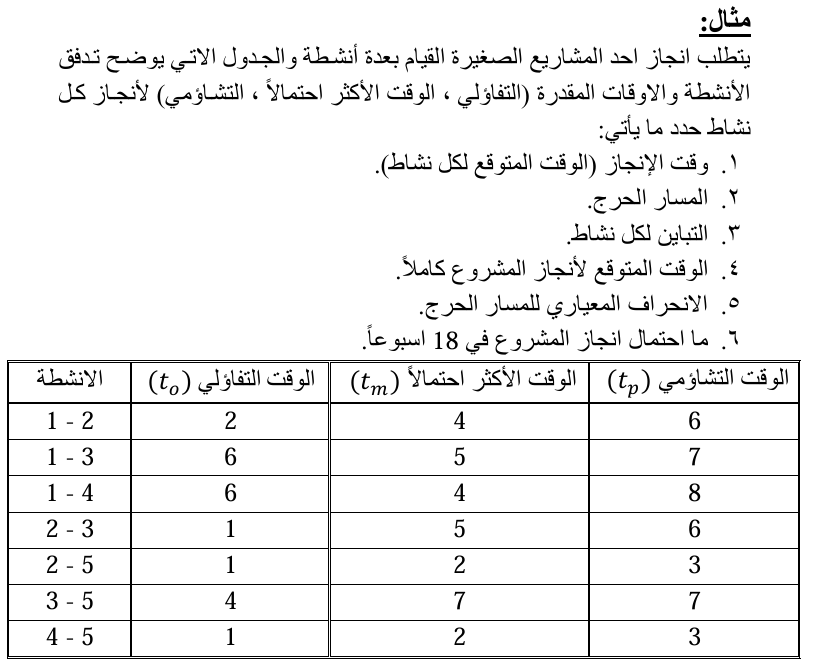 مثال:
يتطلب انجاز احد المشاريع الصغيرة القيام بعدة أنشطة والجدول الاتي يوضح تدفق
الأنشطة والاوقات المقدرة (التفاؤلي ، الوقت الأكثر احتمالاً ، التشاؤمي) لأنجاز كل
نشاط حدد ما يأتي:
١. وقت الإنجاز (الوقت المتوقع لكل نشاط).
٢. المسار الحرج.
٣. التباين لكل نشاط.
٤. الوقت المتوقع لأنجاز المشروع كاملاً.
٥. الانحراف المعياري للمسار الحرج.
٦. ما احتمال انجاز المشروع في 18 اسبوعاً.
الانشطة الوقت التفاؤلي (t_o) الوقت الأكثر احتمالاً (t_m) الوقت التشاؤمي (t_p)
1 - 2 2 4 6
1 - 3 6 5 7
1 - 4 6 4 8
2 - 3 1 5 6
2 - 5 1 2 3
3 - 5 4 7 7
4 - 5 1 2 3